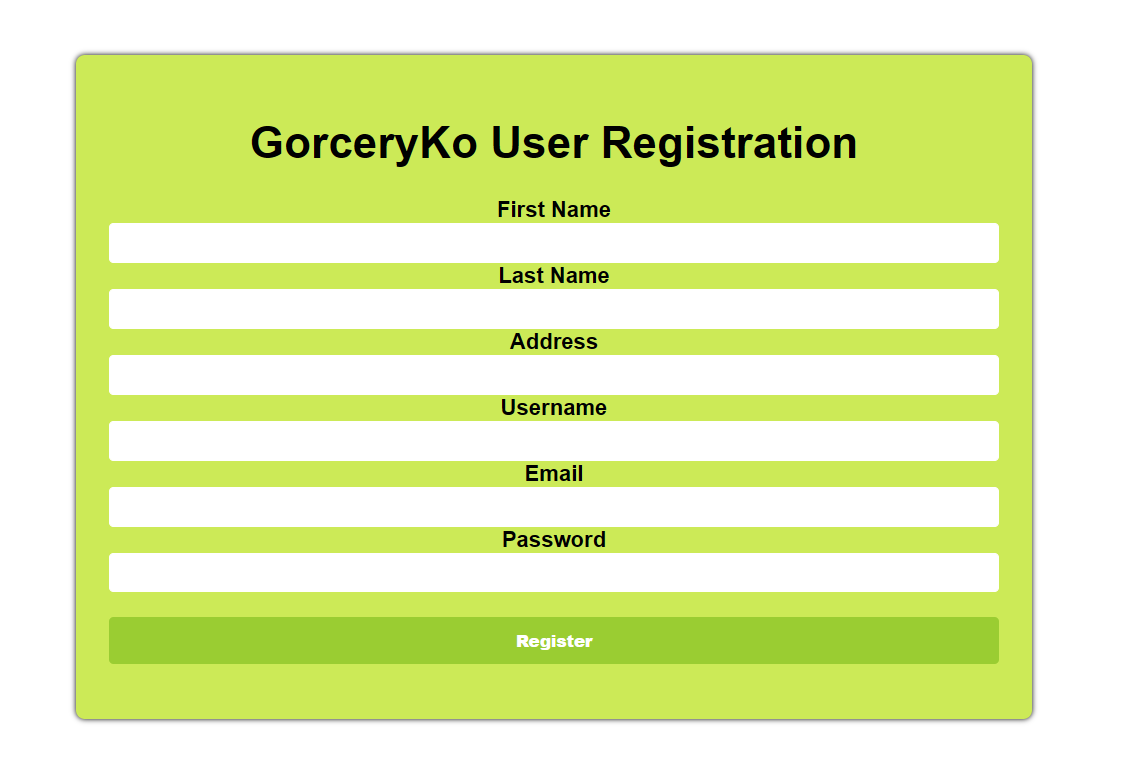 GorceryKo User Registration
First Name
Last Name
Address
Username
Email
Password
Register